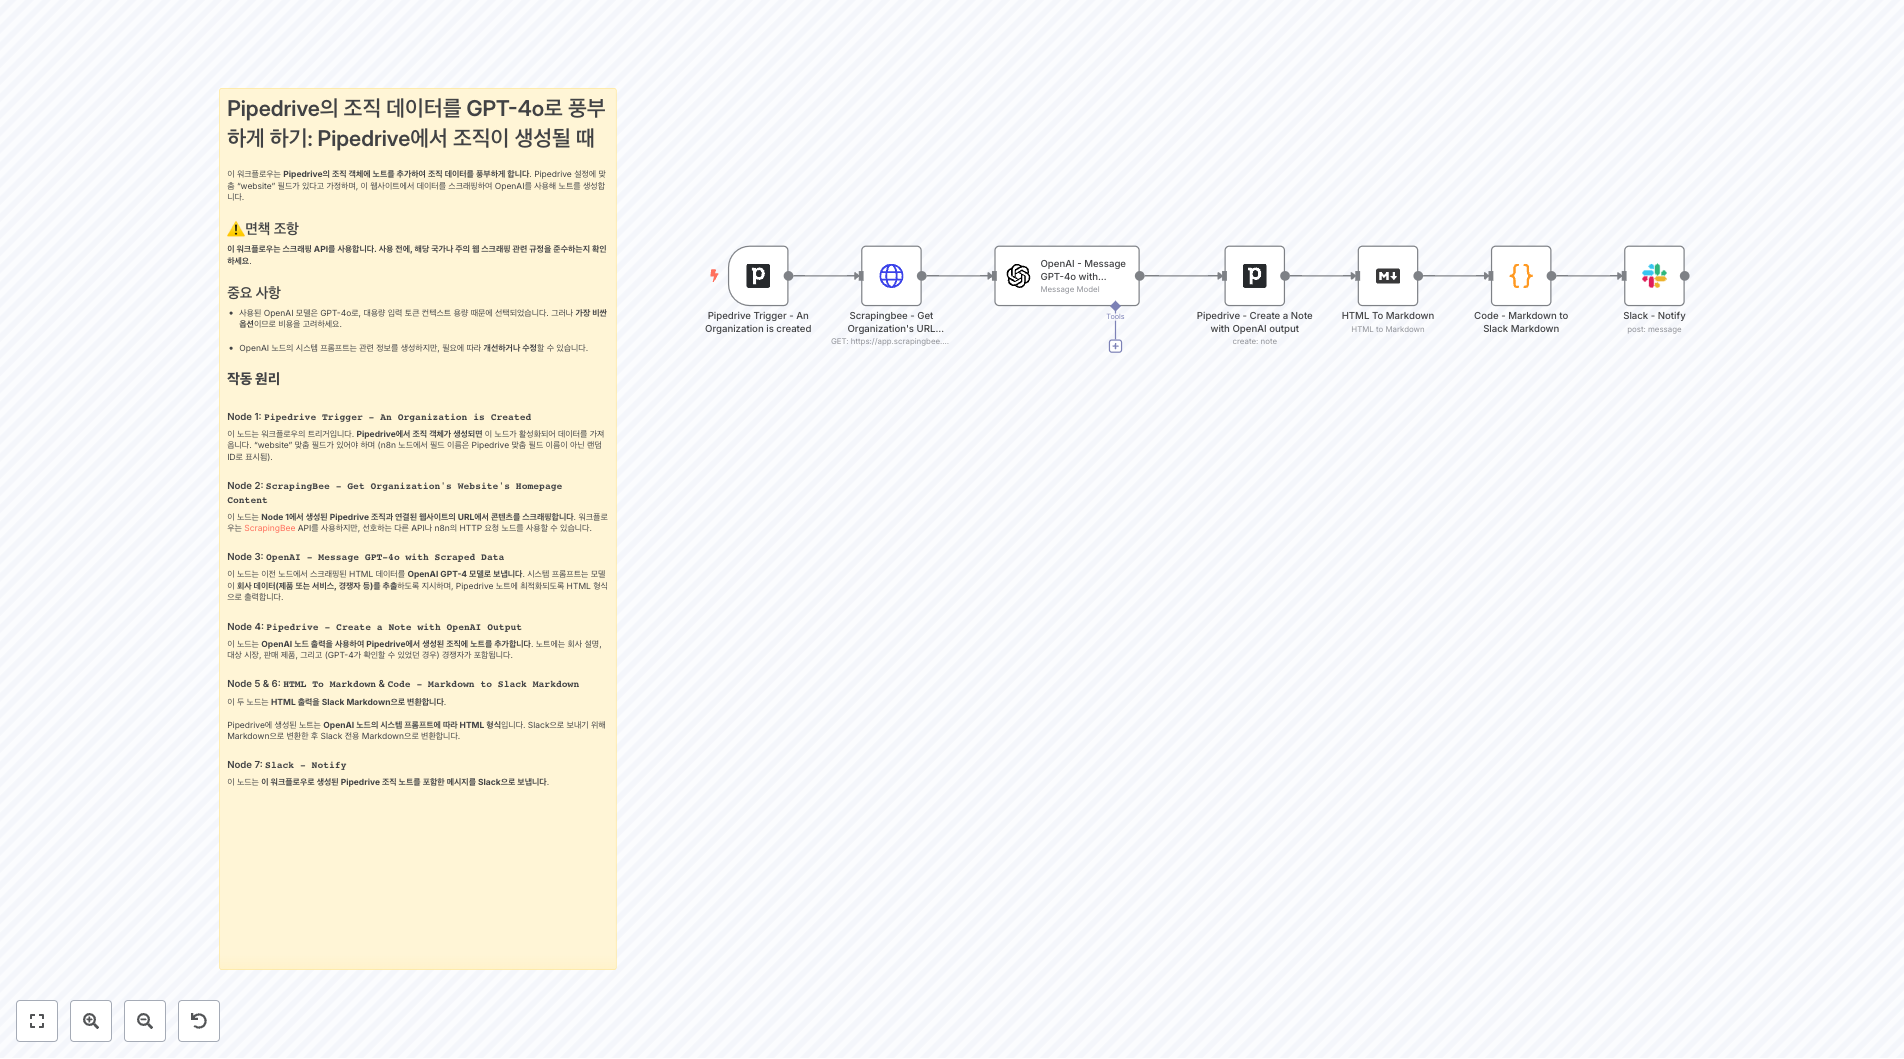 Pipedrive의 조직 데이터를 GPT-4o로 풍부
하게 하기: Pipedrive에서 조직이 생성될 때
이 워크플로우는 Pipedrive의 조직 객체에 노트를 추가하여 조직 데이터를 풍부하게 합니다. Pipedrive 설정에 맞
춤 “website” 필드가 있다고 가정하며, 이 웹사이트에서 데이터를 스크래핑하여 OpenAI를 사용해 노트를 생성합
니다.
⚠️면책 조항
이 워크플로우는 스크래핑 API를 사용합니다. 사용 전에, 해당 국가나 주의 웹 스크래핑 관련 규정을 준수하는지 확인
하세요.
중요 사항
• 사용된 OpenAI 모델은 GPT-4o로, 대용량 입력 토큰 컨텍스트 용량 때문에 선택되었습니다. 그러나 가장 비싼
옵션이므로 비용을 고려하세요.
• OpenAI 노드의 시스템 프롬프트는 관련 정보를 생성하지만, 필요에 따라 개선하거나 수정할 수 있습니다.
작동 원리
Node 1: Pipedrive Trigger - An Organization is Created
이 노드는 워크플로우의 트리거입니다. Pipedrive에서 조직 객체가 생성되면 이 노드가 활성화되어 데이터를 가져
옵니다. “website” 맞춤 필드가 있어야 하며 (n8n 노드에서 필드 이름은 Pipedrive 맞춤 필드 이름이 아닌 랜덤
ID로 표시됨).
Node 2: ScrapingBee - Get Organization's Website's Homepage
Content
이 노드는 Node 1에서 생성된 Pipedrive 조직과 연결된 웹사이트의 URL에서 콘텐츠를 스크래핑합니다. 워크플로
우는 ScrapingBee API를 사용하지만, 선호하는 다른 API나 n8n의 HTTP 요청 노드를 사용할 수 있습니다.
Node 3: OpenAI - Message GPT-4o with Scraped Data
이 노드는 이전 노드에서 스크래핑된 HTML 데이터를 OpenAI GPT-4 모델로 보냅니다. 시스템 프롬프트는 모델
이 회사 데이터(제품 또는 서비스, 경쟁자 등)를 추출하도록 지시하며, Pipedrive 노트에 최적화되도록 HTML 형식
으로 출력합니다.
Node 4: Pipedrive - Create a Note with OpenAI Output
이 노드는 OpenAI 노드 출력을 사용하여 Pipedrive에서 생성된 조직에 노트를 추가합니다. 노트에는 회사 설명,
대상 시장, 판매 제품, 그리고 (GPT-4가 확인할 수 있었던 경우) 경쟁자가 포함됩니다.
Node 5 & 6: HTML To Markdown & Code - Markdown to Slack Markdown
이 두 노드는 HTML 출력을 Slack Markdown으로 변환합니다.
Pipedrive에 생성된 노트는 OpenAI 노드의 시스템 프롬프트에 따라 HTML 형식입니다. Slack으로 보내기 위해
Markdown으로 변환한 후 Slack 전용 Markdown으로 변환합니다.
Node 7: Slack - Notify
이 노드는 이 워크플로우로 생성된 Pipedrive 조직 노트를 포함한 메시지를 Slack으로 보냅니다.
Pipedrive Trigger - An
Organization is created
Scrapingbee - Get
Organization's URL...
GET: https://app.scrapingbee....
OpenAI - Message
GPT-4o with...
Message Model
Tools
Pipedrive - Create a Note
with OpenAI output
create: note
HTML To Markdown
HTML to Markdown
Code - Markdown to
Slack Markdown
Slack - Notify
post: message